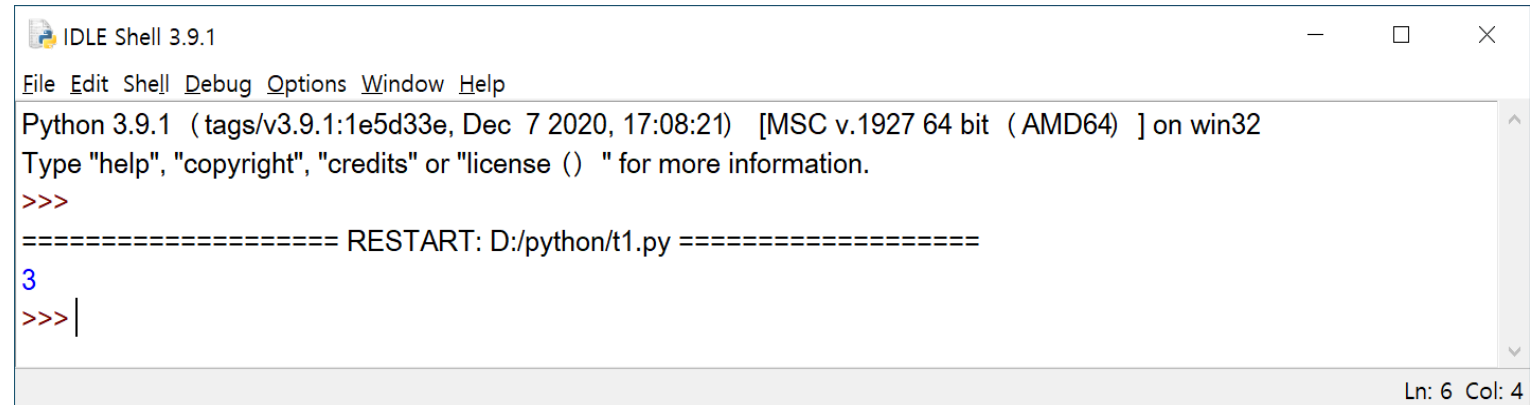 IDLE Shell 3.9.1
File Edit Shell Debug Options Window Help
Python 3.9.1 (tags/v3.9.1:1e5d33e, Dec 7 2020, 17:08:21) [MSC v.1927 64 bit (AMD64) ] on win32
Type "help", "copyright", "credits" or "license () " for more information.
>>>
==================== RESTART: D:/python/t1.py ===================
3
>>>
Ln: 6 Col: 4